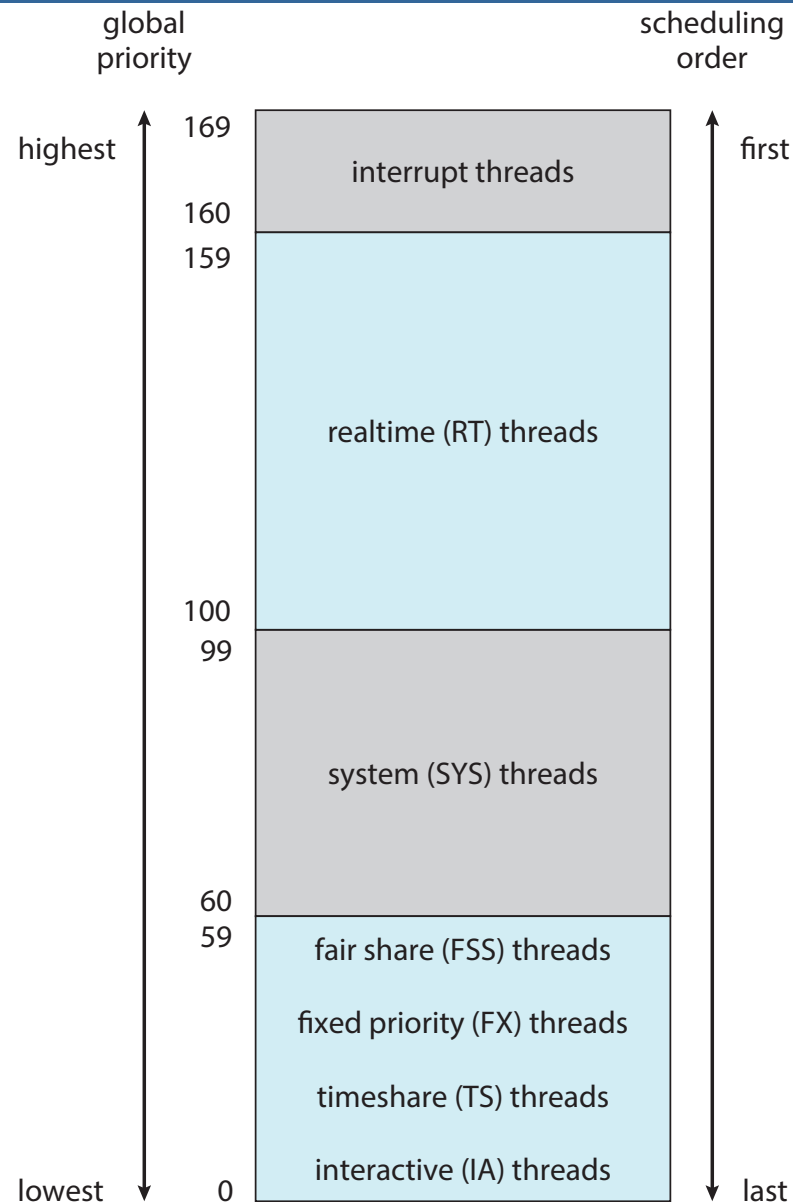 global
priority
scheduling
order
169
highest
first
interrupt threads
160
159
realtime (RT) threads
100
99
system (SYS) threads
60
59
fair share (FSS) threads
fixed priority (FX) threads
timeshare (TS) threads
interactive (IA) threads
lowest
0
last